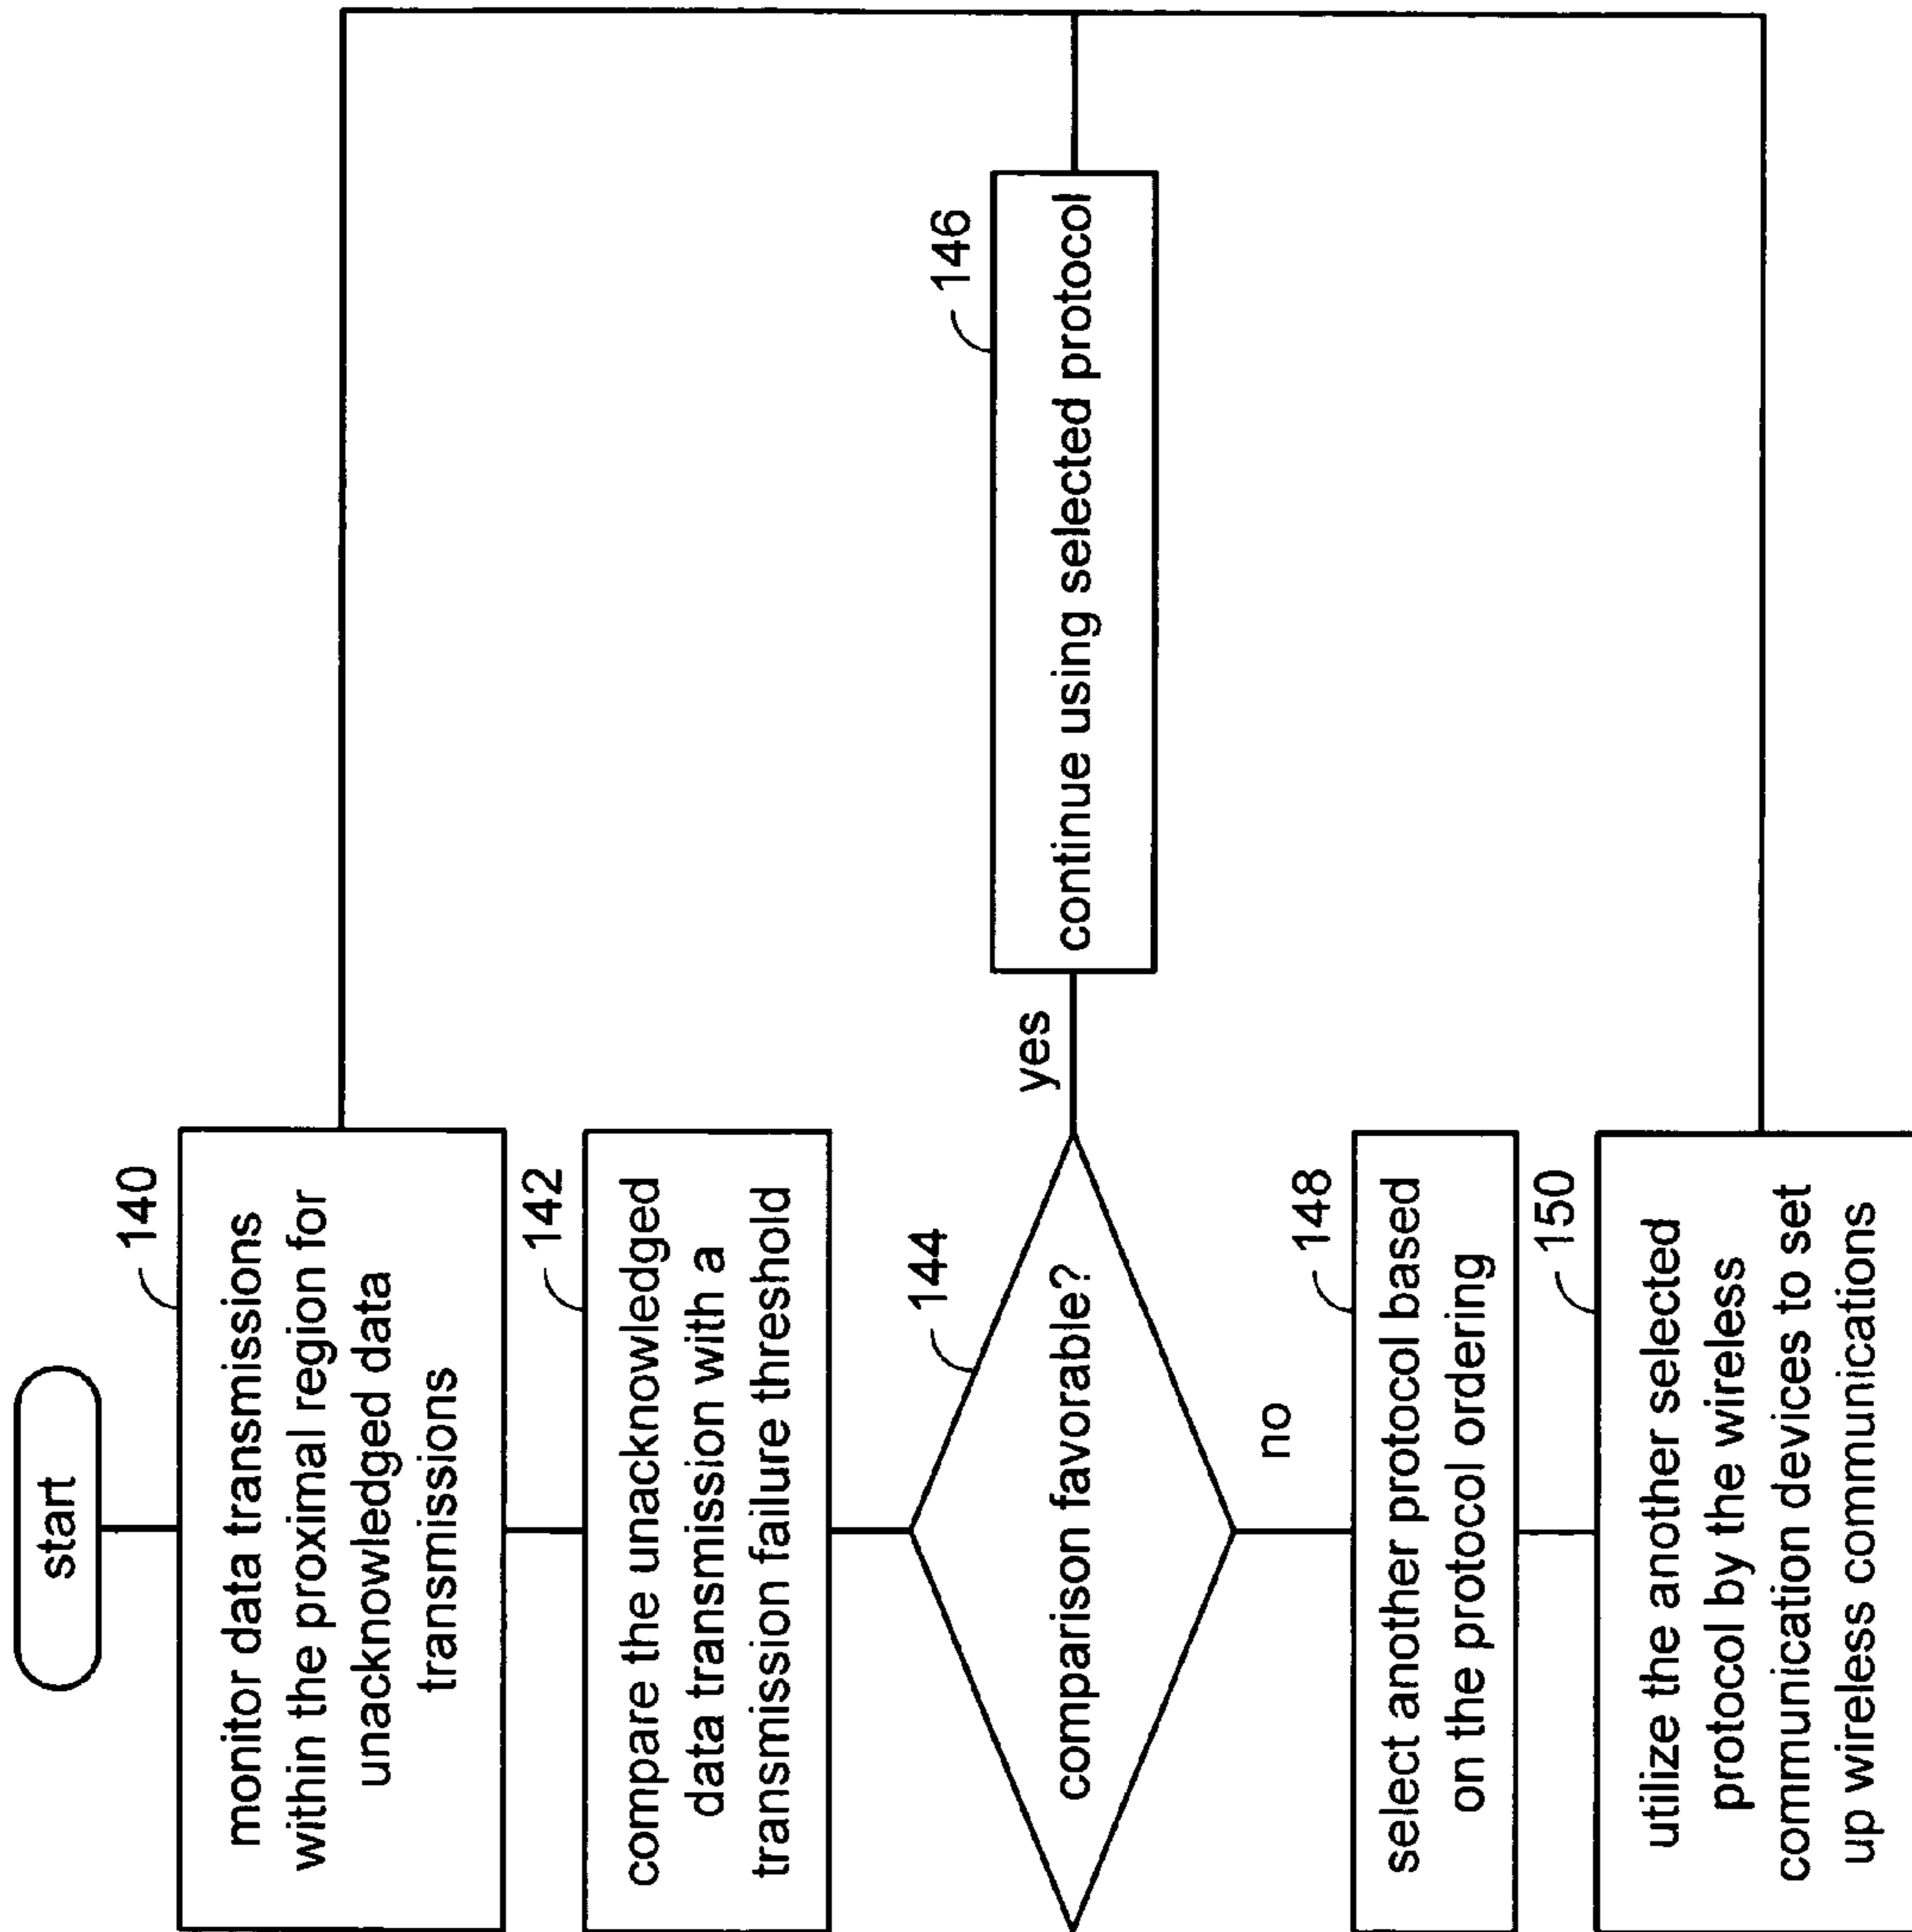 start
140
monitor data transmissions
within the proximal region for
unacknowledged data
transmissions
142
compare the unacknowledged
data transmission with a
transmission failure threshold
144
comparison favorable?
yes
146
continue using selected protocol
no
148
select another protocol based
on the protocol ordering
150
utilize the another selected
protocol by the wireless
communication devices to set
up wireless communications